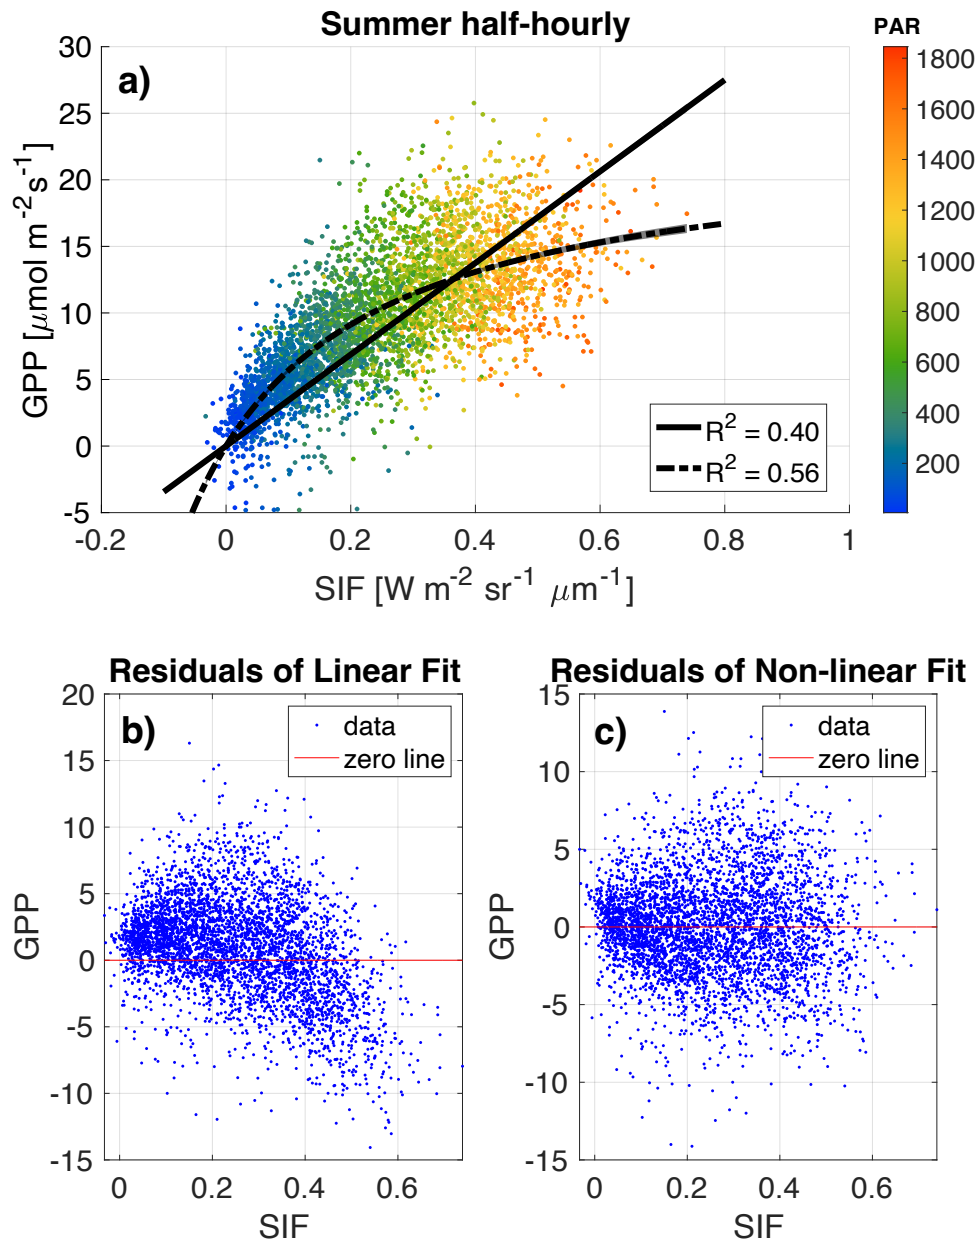 Summer half-hourly
PAR
a)
GPP [μmol m⁻²s⁻¹]
30
25
20
15
10
5
0
-5
-0.2
0
0.2
0.4
0.6
0.8
1
SIF [W m⁻² sr⁻¹ μm⁻¹]
R² = 0.40
R² = 0.56
1800
1600
1400
1200
1000
800
600
400
200
Residuals of Linear Fit
b)
data
zero line
GPP
20
15
10
5
0
-5
-10
-15
0
0.2
0.4
0.6
SIF
Residuals of Non-linear Fit
c)
data
zero line
GPP
15
10
5
0
-5
-10
-15
0
0.2
0.4
0.6
SIF